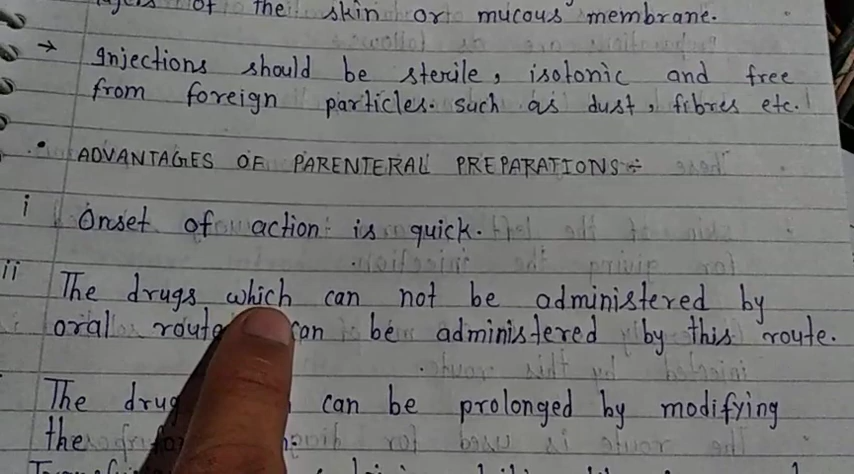 of the skin or mucous membrane.
→ Injections should be sterile, isotonic and free
from foreign particles. such as dust, fibres etc.
• ADVANTAGES OF PARENTERAL PREPARATIONS:-
i Onset of action is quick.
ii The drugs which can not be administered by
oral route can be administered by this route.
The drug can be prolonged by modifying
the